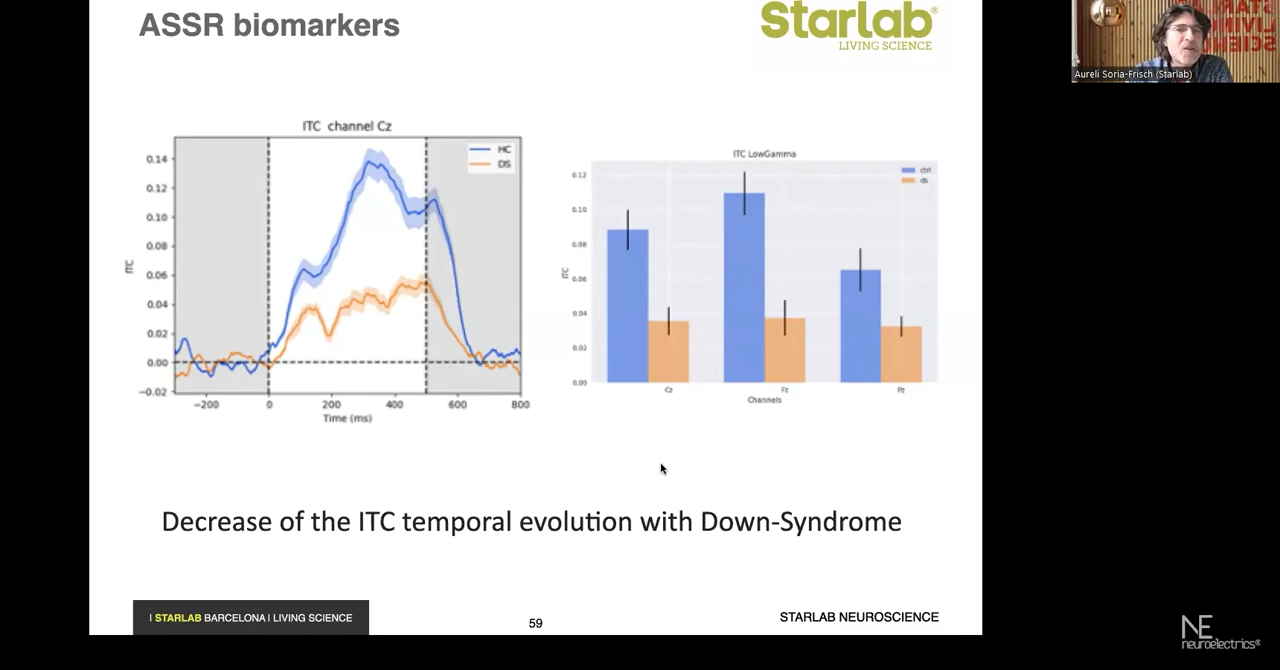 ASSR biomarkers
Starlab®
LIVING SCIENCE
Aureli Soria-Frisch (Starlab)
ITC channel Cz
HC
DS
0.14
0.12
0.10
0.08
0.06
0.04
0.02
0.00
−0.02
ITC
−200
0
200
400
600
800
Time (ms)
ITC LowGamma
ctrl
ds
0.12
0.10
0.08
0.06
0.04
0.02
0.00
ITC
Cz
Fz
Pz
Channels
Decrease of the ITC temporal evolution with Down-Syndrome
| STARLAB BARCELONA | LIVING SCIENCE
59
STARLAB NEUROSCIENCE
NE
neuroelectrics®